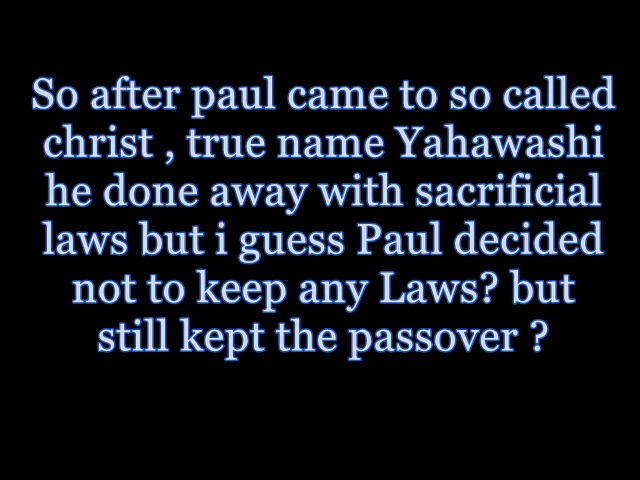 So after paul came to so called
christ , true name Yahawashi
he done away with sacrificial
laws but i guess Paul decided
not to keep any Laws? but
still kept the passover ?